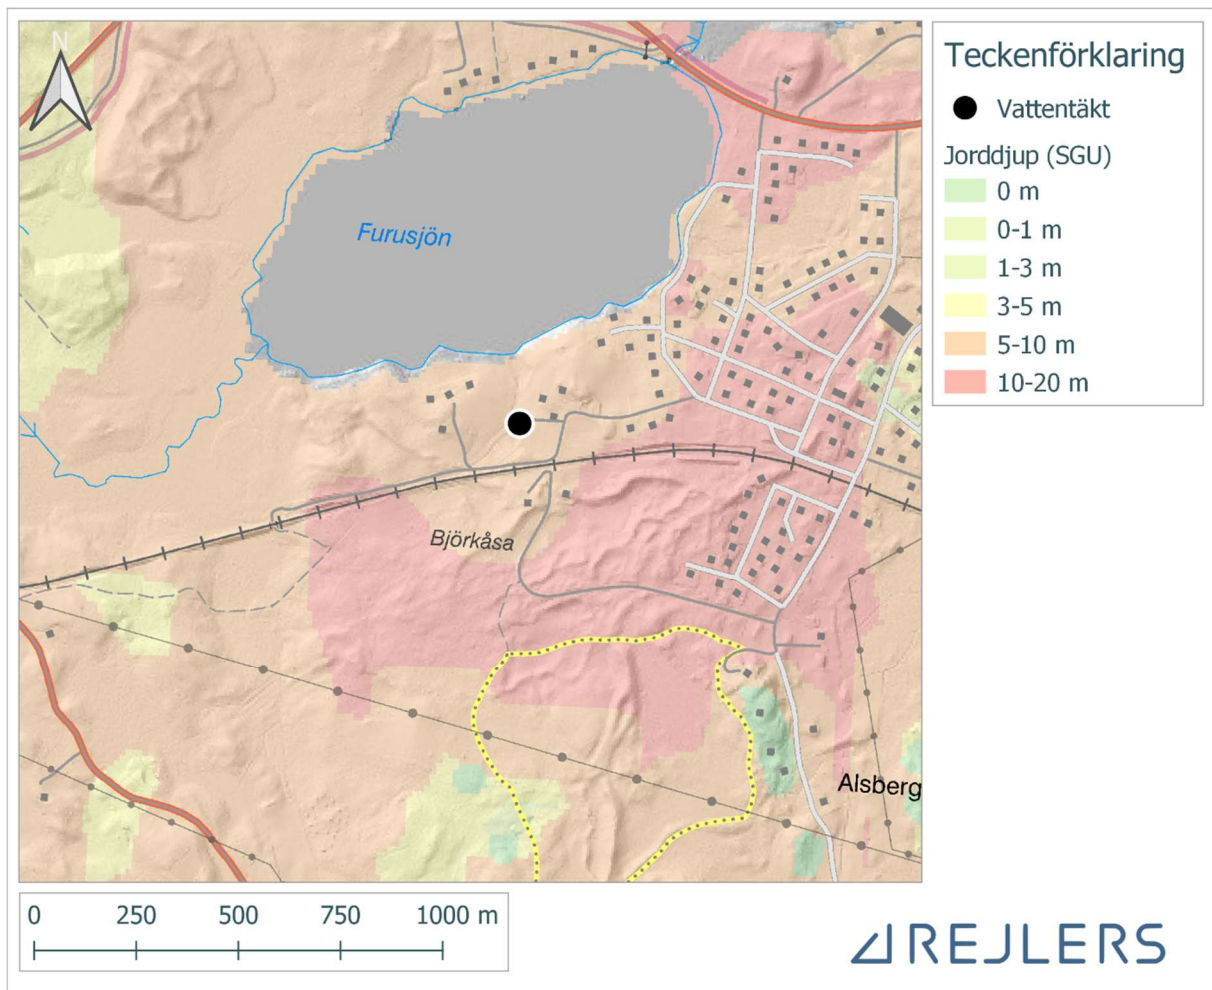 N
Furusjön
Björkåsa
Alsberg
Teckenförklaring
Vattentäkt
Jorddjup (SGU)
0 m
0-1 m
1-3 m
3-5 m
5-10 m
10-20 m
0 250 500 750 1000 m
REJLERS